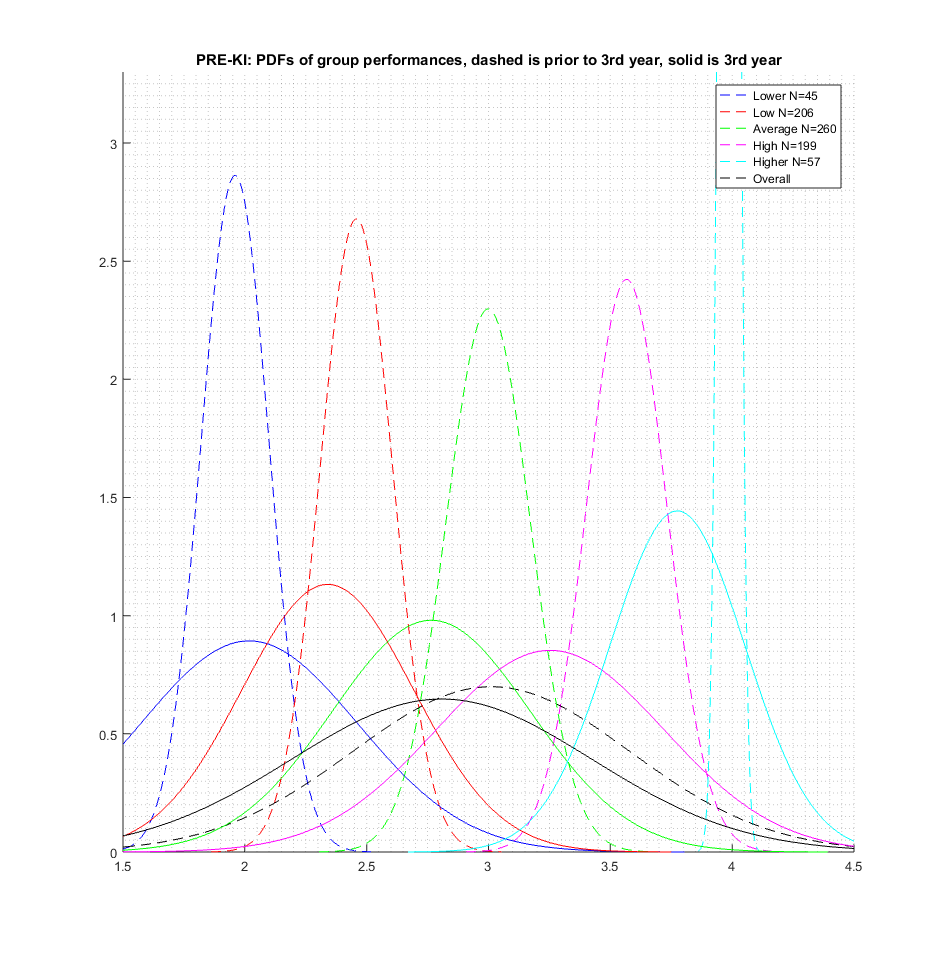 PRE-KI: PDFs of group performances, dashed is prior to 3rd year, solid is 3rd year
Lower N=45
Low N=206
Average N=260
High N=199
Higher N=57
Overall
3
2.5
2
1.5
1
0.5
0
1.5 2 2.5 3 3.5 4 4.5